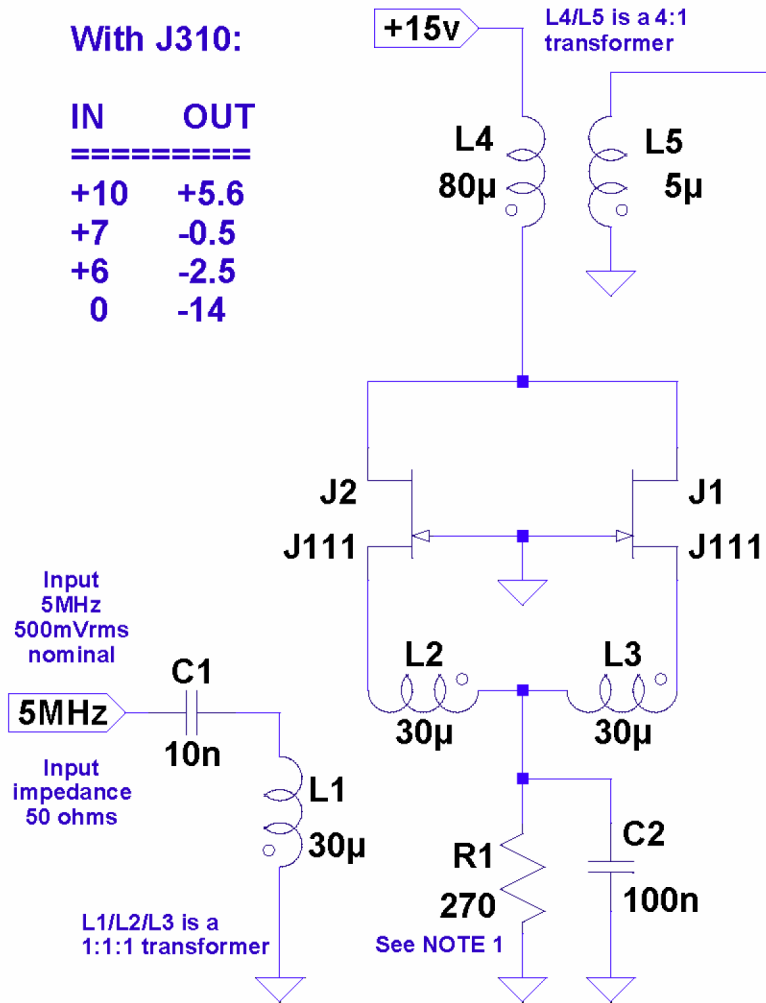 With J310:
IN OUT
=========
+10 +5.6
+7 -0.5
+6 -2.5
0 -14
+15v
L4/L5 is a 4:1
transformer
L4
80µ
L5
5µ
J2
J111
J1
J111
Input
5MHz
500mVrms
nominal
C1
10n
5MHz
Input
impedance
50 ohms
L1
30µ
L1/L2/L3 is a
1:1:1 transformer
L2
30µ
L3
30µ
R1
270
See NOTE 1
C2
100n